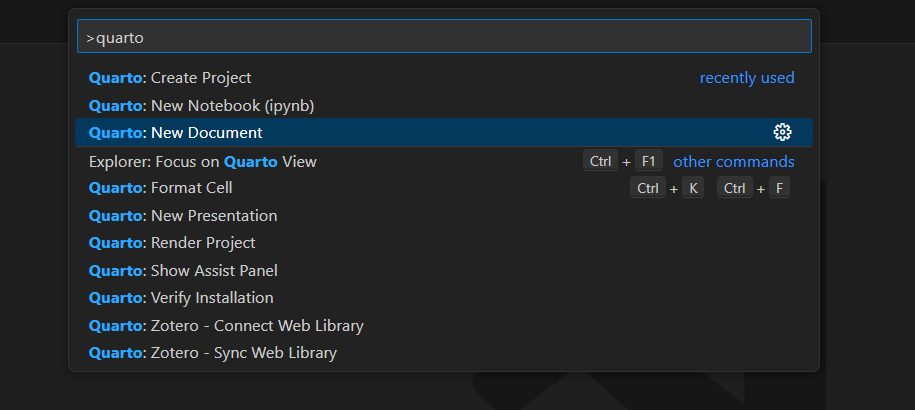 >quarto
Quarto: Create Project recently used
Quarto: New Notebook (ipynb)
Quarto: New Document
Explorer: Focus on Quarto View Ctrl + F1 other commands
Quarto: Format Cell Ctrl + K Ctrl + F
Quarto: New Presentation
Quarto: Render Project
Quarto: Show Assist Panel
Quarto: Verify Installation
Quarto: Zotero - Connect Web Library
Quarto: Zotero - Sync Web Library